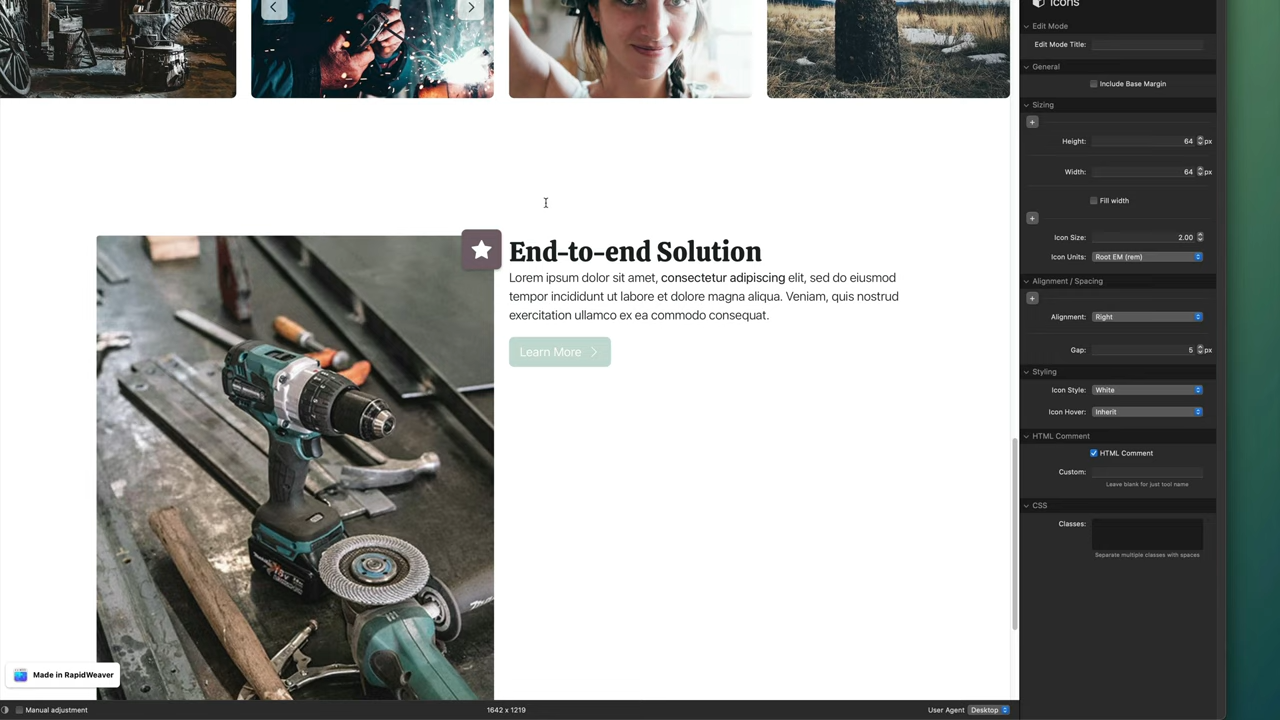 Icons
Edit Mode
Edit Mode Title:
General
Include Base Margin
Sizing
+
Height: 64 px
Width: 64 px
Fill width
+
Icon Size: 2.00
Icon Units: Root EM (rem)
Alignment / Spacing
+
Alignment: Right
Gap: 5 px
Styling
Icon Style: White
Icon Hover: Inherit
HTML Comment
HTML Comment
Custom:
Leave blank for just tool name
CSS
Classes:
Separate multiple classes with spaces
End-to-end Solution
Lorem ipsum dolor sit amet, consectetur adipiscing elit, sed do eiusmod
tempor incididunt ut labore et dolore magna aliqua. Veniam, quis nostrud
exercitation ullamco ex ea commodo consequat.
Learn More
Made in RapidWeaver
Manual adjustment
1642 x 1219
User Agent Desktop